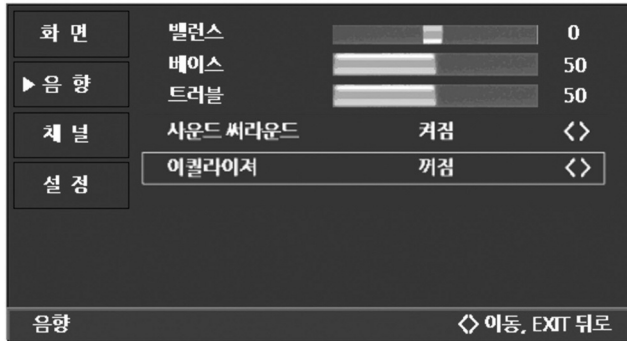 화 면
▶음 향
채 널
설 정
밸런스 0
베이스 50
트러블 50
사운드 써라운드 켜짐 <>
이퀄라이저 꺼짐 <>
음향 <> 이동, EXIT 뒤로